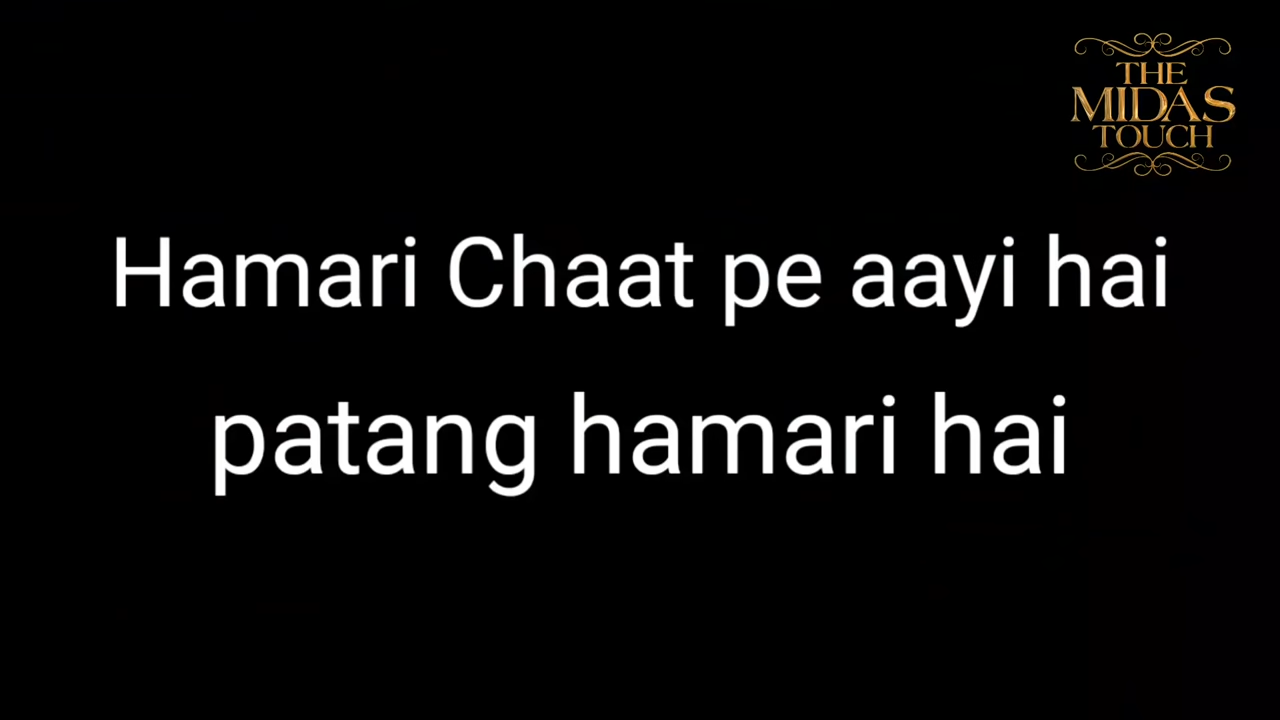 THE
MIDAS
TOUCH
Hamari Chaat pe aayi hai
patang hamari hai